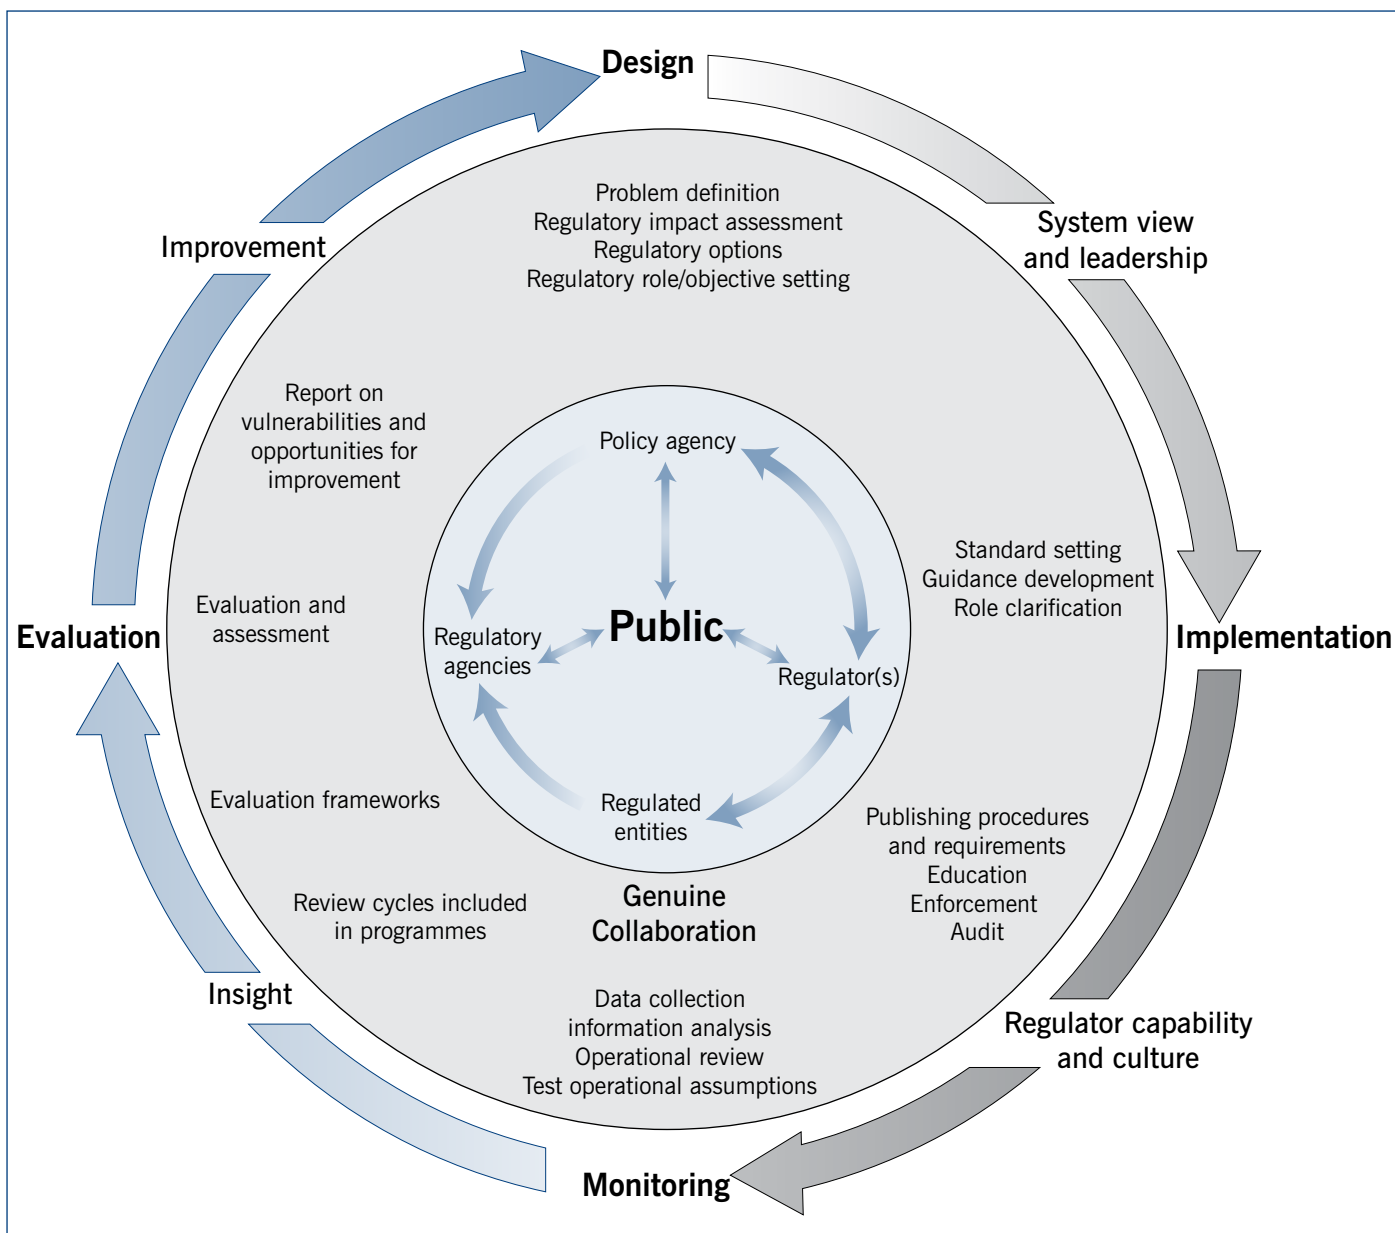 Design
System view
and leadership
Implementation
Regulator capability
and culture
Monitoring
Insight
Evaluation
Improvement
Problem definition
Regulatory impact assessment
Regulatory options
Regulatory role/objective setting
Standard setting
Guidance development
Role clarification
Publishing procedures
and requirements
Education
Enforcement
Audit
Data collection
information analysis
Operational review
Test operational assumptions
Review cycles included
in programmes
Evaluation frameworks
Evaluation and
assessment
Report on
vulnerabilities and
opportunities for
improvement
Policy agency
Public
Regulatory
agencies
Regulator(s)
Regulated
entities
Genuine
Collaboration